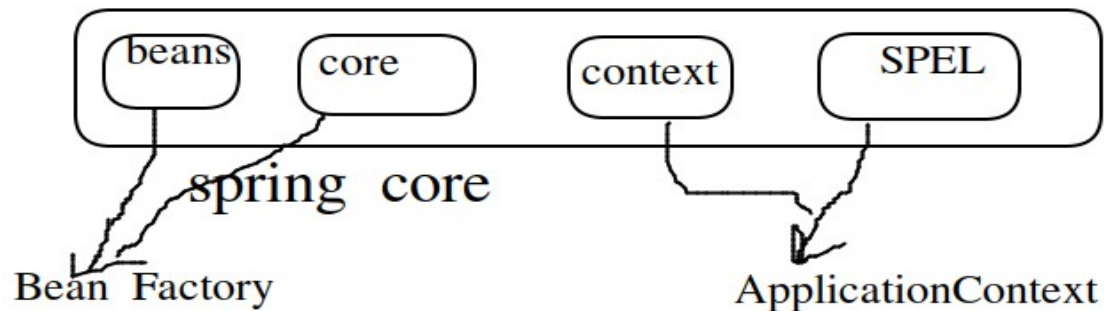 beans core context SPEL
spring core
Bean Factory ApplicationContext